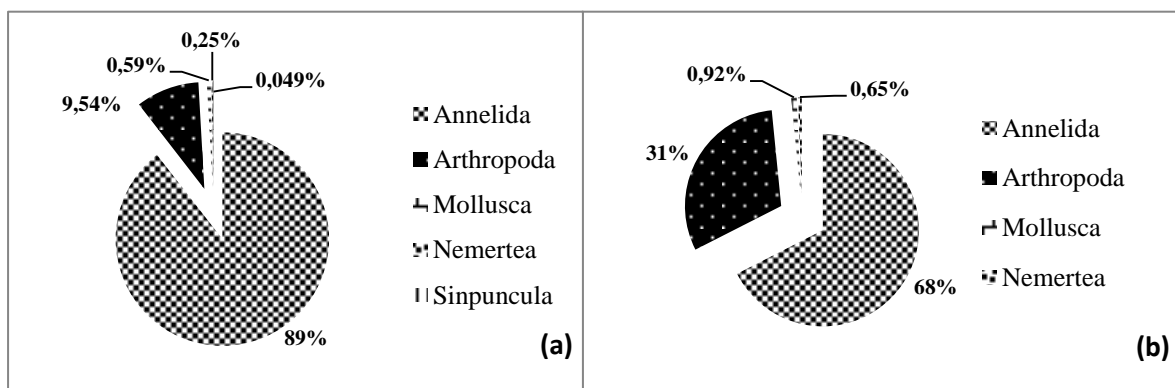 0,25%
0,59%
0,049%
9,54%
Annelida
Arthropoda
Mollusca
Nemertea
Sinpuncula
89%
(a)
0,92%
0,65%
31%
Annelida
Arthropoda
Mollusca
Nemertea
68%
(b)